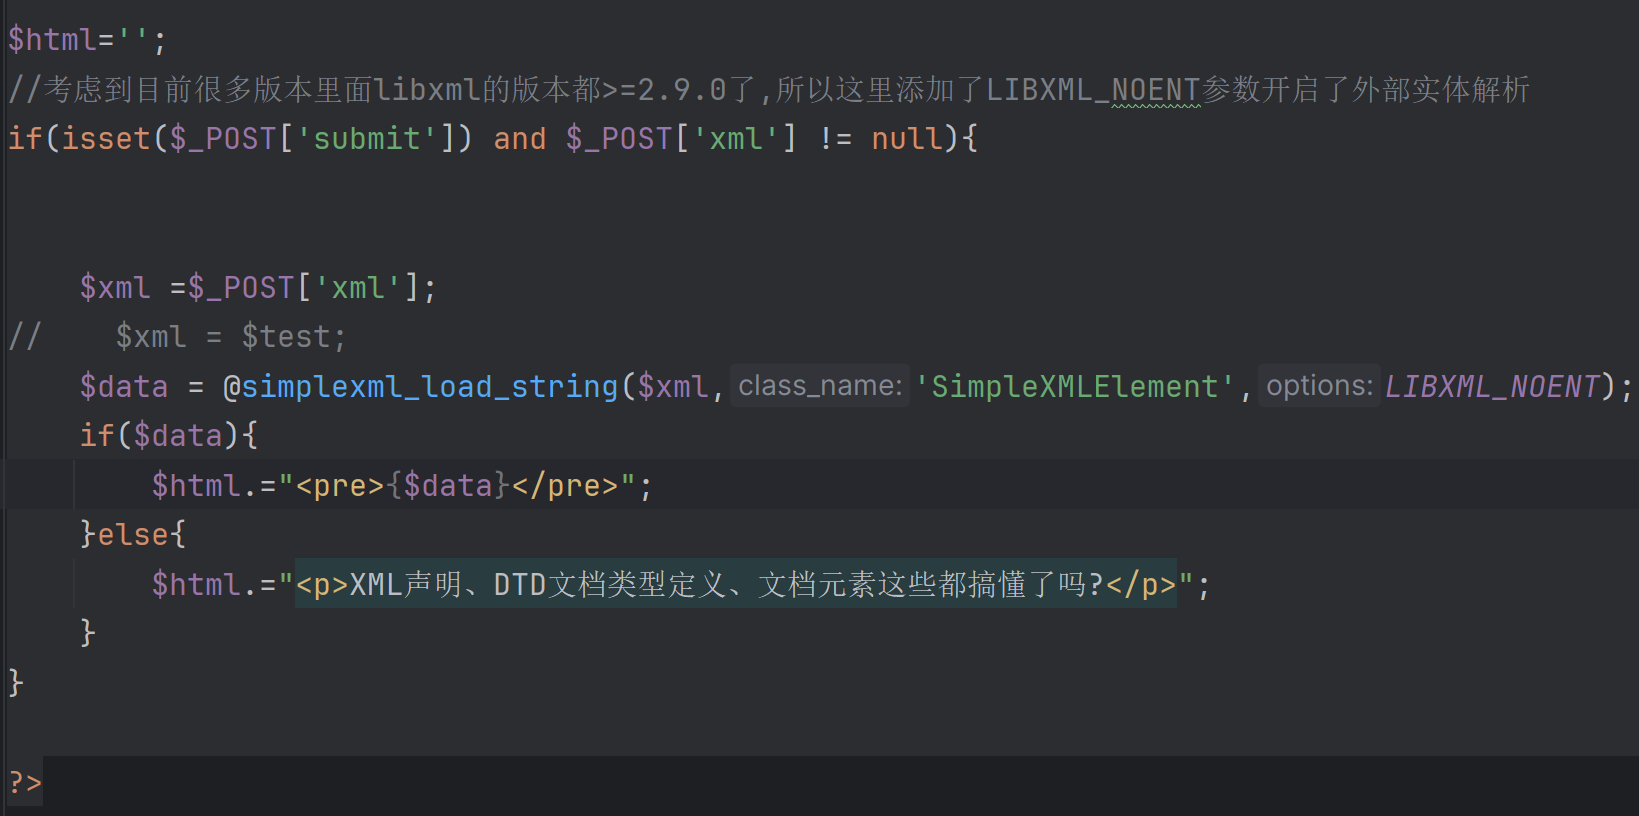 $html='';
//考虑到目前很多版本里面libxml的版本都>=2.9.0了,所以这里添加了LIBXML_NOENT参数开启了外部实体解析
if(isset($_POST['submit']) and $_POST['xml'] != null){
    $xml =$_POST['xml'];
//    $xml = $test;
    $data = @simplexml_load_string($xml, class_name: 'SimpleXMLElement', options: LIBXML_NOENT);
    if($data){
        $html.="<pre>{$data}</pre>";
    }else{
        $html.="<p>XML声明、DTD文档类型定义、文档元素这些都搞懂了吗?</p>";
    }
}
?>